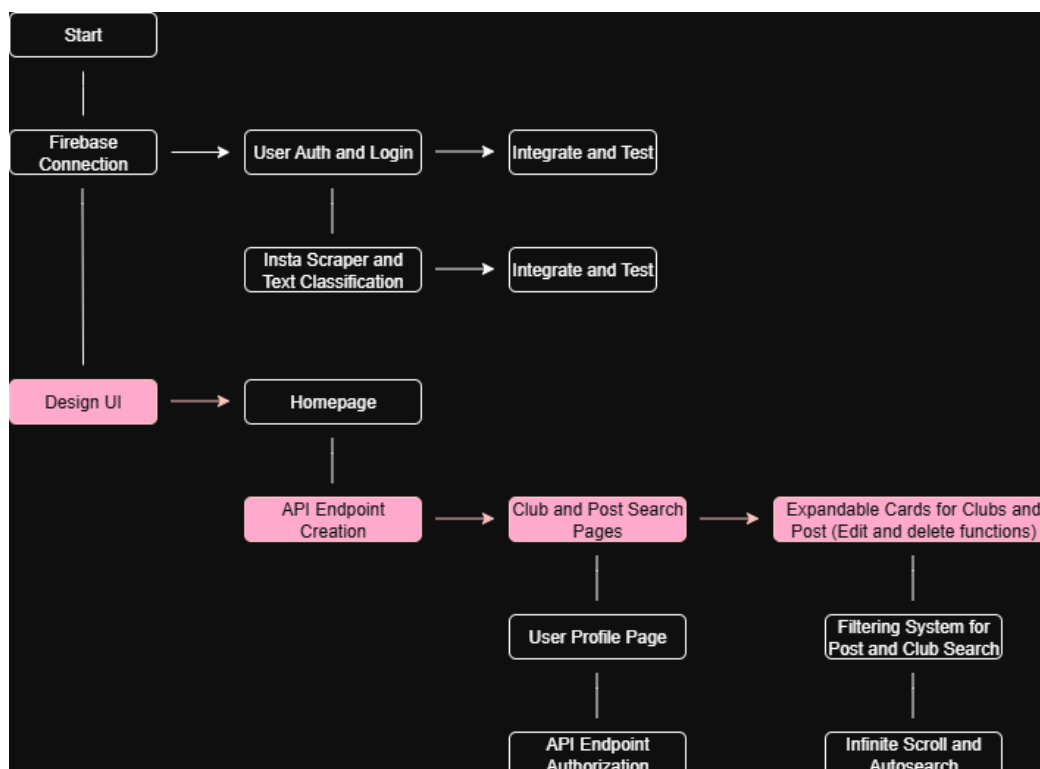 Start
Firebase
Connection
User Auth and Login
Integrate and Test
Insta Scraper and
Text Classification
Integrate and Test
Design UI
Homepage
API Endpoint
Creation
Club and Post Search
Pages
Expandable Cards for Clubs and
Post (Edit and delete functions)
User Profile Page
Filtering System for
Post and Club Search
API Endpoint
Authorization
Infinite Scroll and
Autosearch